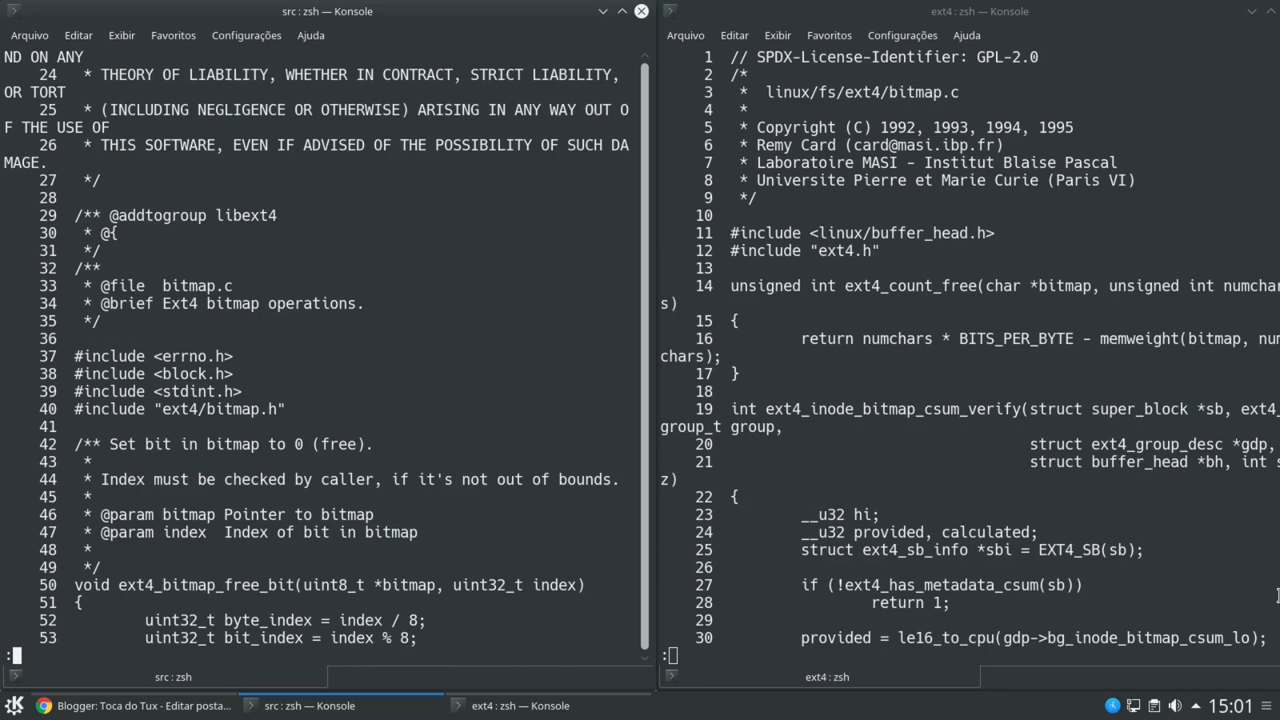 src : zsh — Konsole
Arquivo Editar Exibir Favoritos Configurações Ajuda
ND ON ANY
24 * THEORY OF LIABILITY, WHETHER IN CONTRACT, STRICT LIABILITY,
OR TORT
25 * (INCLUDING NEGLIGENCE OR OTHERWISE) ARISING IN ANY WAY OUT O
F THE USE OF
26 * THIS SOFTWARE, EVEN IF ADVISED OF THE POSSIBILITY OF SUCH DA
MAGE.
27 */
28
29 /** @addtogroup libext4
30 * @{
31 */
32 /**
33 * @file bitmap.c
34 * @brief Ext4 bitmap operations.
35 */
36
37 #include <errno.h>
38 #include <block.h>
39 #include <stdint.h>
40 #include "ext4/bitmap.h"
41
42 /** Set bit in bitmap to 0 (free).
43 *
44 * Index must be checked by caller, if it's not out of bounds.
45 *
46 * @param bitmap Pointer to bitmap
47 * @param index Index of bit in bitmap
48 *
49 */
50 void ext4_bitmap_free_bit(uint8_t *bitmap, uint32_t index)
51 {
52 uint32_t byte_index = index / 8;
53 uint32_t bit_index = index % 8;
:
src : zsh
ext4 : zsh — Konsole
Arquivo Editar Exibir Favoritos Configurações Ajuda
1 // SPDX-License-Identifier: GPL-2.0
2 /*
3 * linux/fs/ext4/bitmap.c
4 *
5 * Copyright (C) 1992, 1993, 1994, 1995
6 * Remy Card (card@masi.ibp.fr)
7 * Laboratoire MASI - Institut Blaise Pascal
8 * Universite Pierre et Marie Curie (Paris VI)
9 */
10
11 #include <linux/buffer_head.h>
12 #include "ext4.h"
13
14 unsigned int ext4_count_free(char *bitmap, unsigned int numchar
s)
15 {
16 return numchars * BITS_PER_BYTE - memweight(bitmap, num
chars);
17 }
18
19 int ext4_inode_bitmap_csum_verify(struct super_block *sb, ext4_
group_t group,
20 struct ext4_group_desc *gdp,
21 struct buffer_head *bh, int s
z)
22 {
23 __u32 hi;
24 __u32 provided, calculated;
25 struct ext4_sb_info *sbi = EXT4_SB(sb);
26
27 if (!ext4_has_metadata_csum(sb))
28 return 1;
29
30 provided = le16_to_cpu(gdp->bg_inode_bitmap_csum_lo);
:
ext4 : zsh
Blogger: Toca do Tux - Editar posta...
src : zsh — Konsole
ext4 : zsh — Konsole
15:01